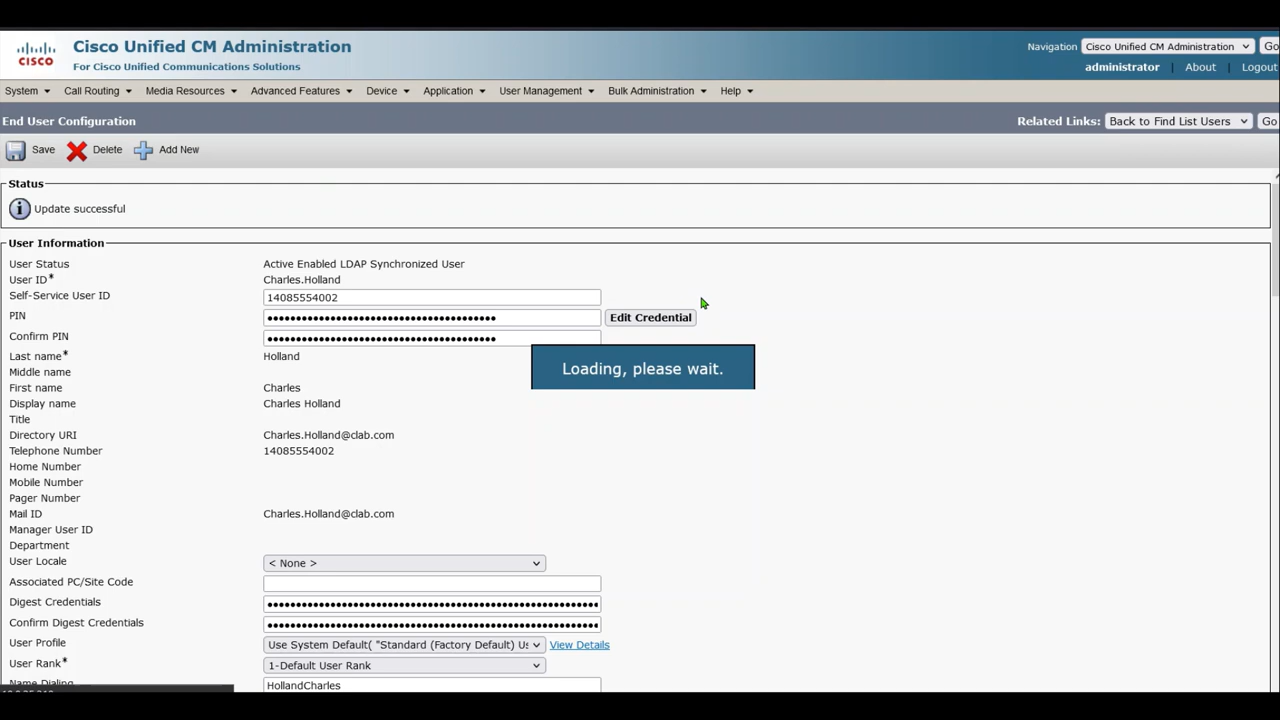 Cisco Unified CM Administration
Navigation Cisco Unified CM Administration Go
CISCO
For Cisco Unified Communications Solutions
administrator | About | Logout
System Call Routing Media Resources Advanced Features Device Application User Management Bulk Administration Help
End User Configuration
Related Links: Back to Find List Users Go
Save Delete Add New
Status
Update successful
User Information
User Status Active Enabled LDAP Synchronized User
User ID* Charles.Holland
Self-Service User ID 14085554002
PIN Edit Credential
Confirm PIN
Last name* Holland
Loading, please wait.
Middle name
First name Charles
Display name Charles Holland
Title
Directory URI Charles.Holland@clab.com
Telephone Number 14085554002
Home Number
Mobile Number
Pager Number
Mail ID Charles.Holland@clab.com
Manager User ID
Department
User Locale < None >
Associated PC/Site Code
Digest Credentials
Confirm Digest Credentials
User Profile Use System Default( "Standard (Factory Default) Us View Details
User Rank* 1-Default User Rank
Name Dialing HollandCharles